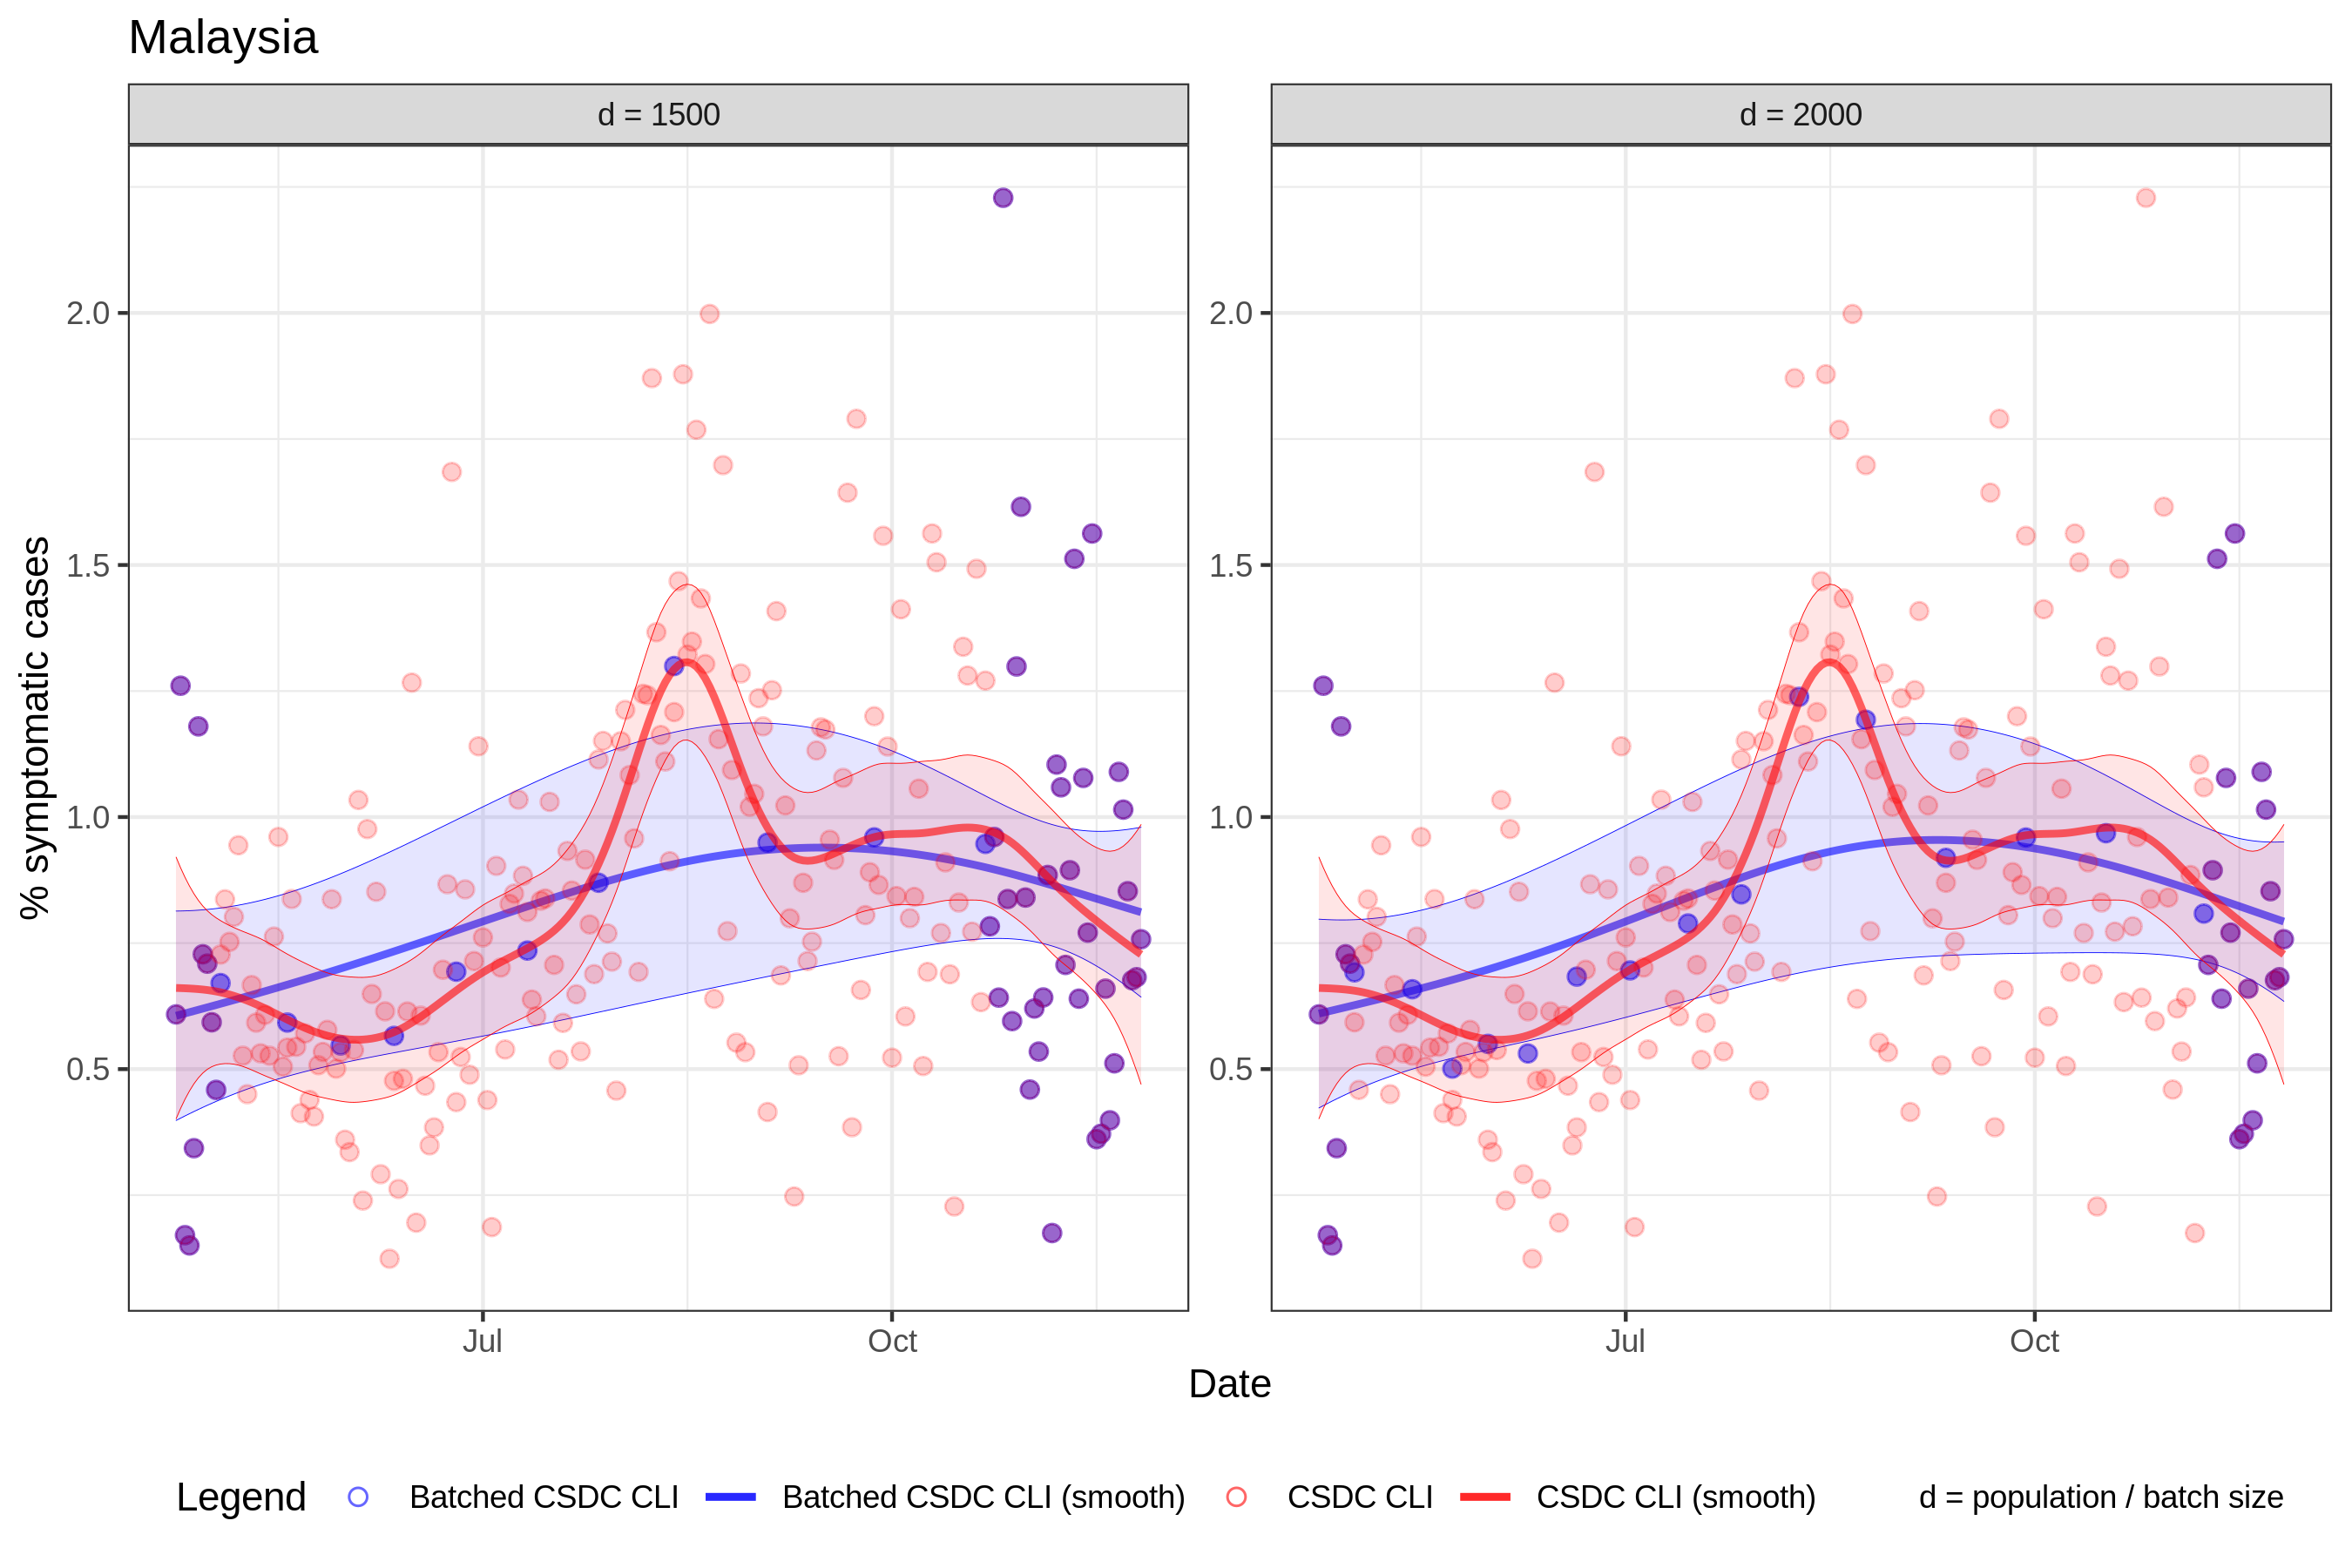 Malaysia
d = 1500
d = 2000
% symptomatic cases
2.0
1.5
1.0
0.5
2.0
1.5
1.0
0.5
Jul
Oct
Jul
Oct
Date
Legend
Batched CSDC CLI
Batched CSDC CLI (smooth)
CSDC CLI
CSDC CLI (smooth)
d = population / batch size